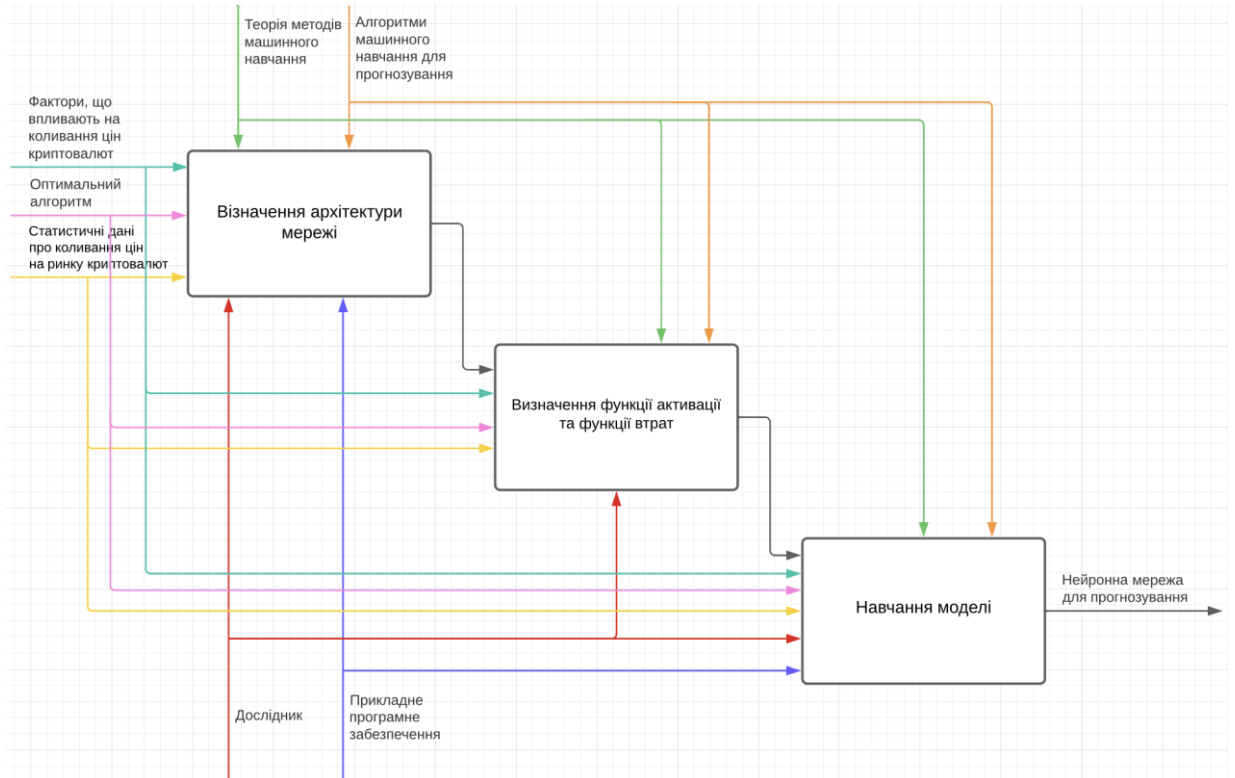 Теорія методів
машинного
навчання
Алгоритми
машинного
навчання для
прогнозування
Фактори, що
впливають на
коливання цін
криптовалют
Оптимальний
алгоритм
Статистичні дані
про коливання цін
на ринку криптовалют
Візначення архітектури
мережі
Визначення функції активації
та функції втрат
Навчання моделі
Нейронна мережа
для прогнозування
Дослідник
Прикладне
програмне
забезпечення